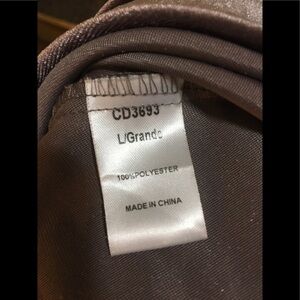 CD3693
L/Grande
100%POLYESTER
MADE IN CHINA